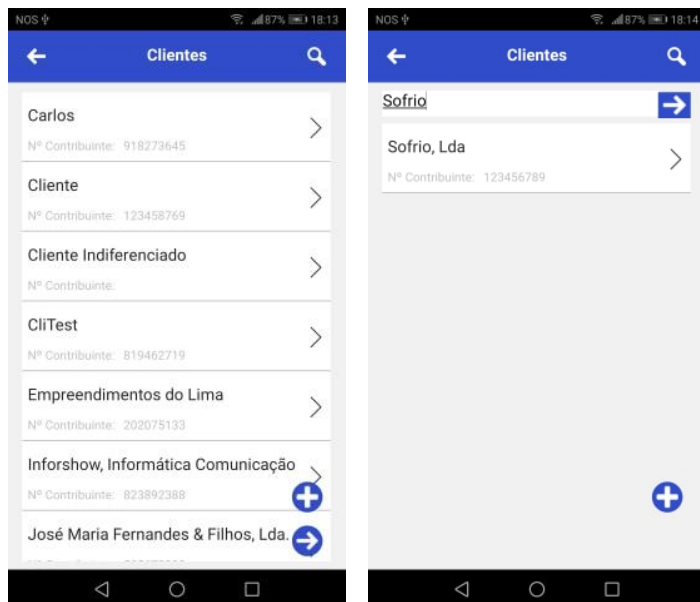 NOS 87% 18:13
Clientes
Carlos
Nº Contribuinte: 918273645
Cliente
Nº Contribuinte: 123458769
Cliente Indiferenciado
Nº Contribuinte:
CliTest
Nº Contribuinte: 819462719
Empreendimentos do Lima
Nº Contribuinte: 202075133
Inforshow, Informática Comunicação
Nº Contribuinte: 823892388
José Maria Fernandes & Filhos, Lda.
NOS 87% 18:14
Clientes
Sofrio
Sofrio, Lda
Nº Contribuinte: 123456789